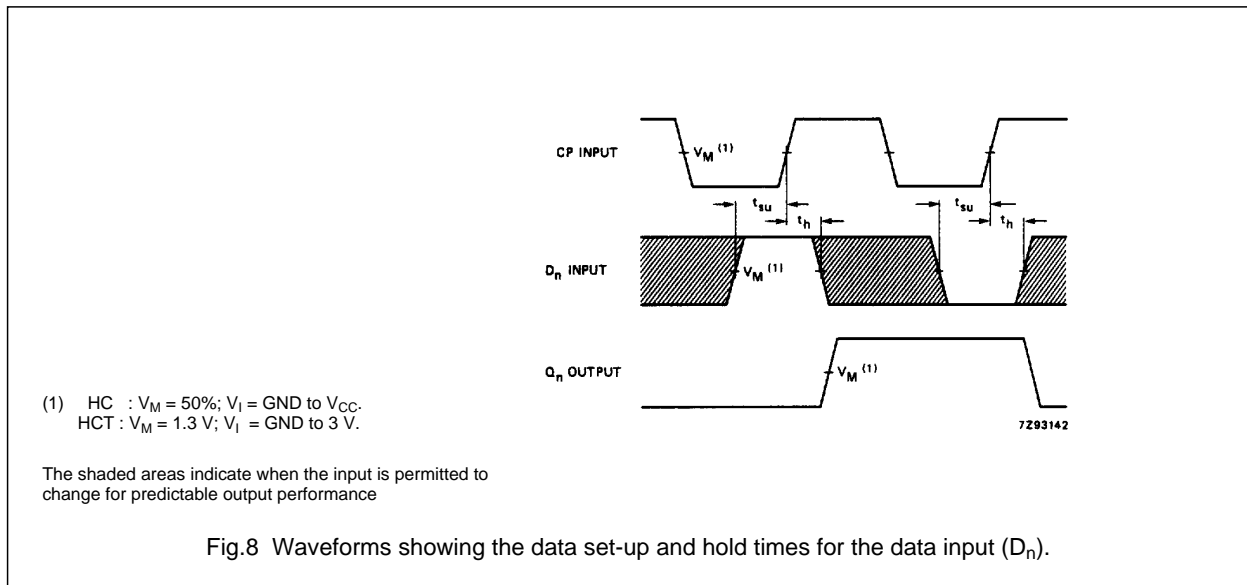 CP INPUT
V_M (1)
t_su
t_h
t_su
t_h
D_n INPUT
V_M (1)
Q_n OUTPUT
V_M (1)
7Z93142
(1) HC : V_M = 50%; V_I = GND to V_CC.
HCT : V_M = 1.3 V; V_I = GND to 3 V.
The shaded areas indicate when the input is permitted to
change for predictable output performance
Fig.8 Waveforms showing the data set-up and hold times for the data input (D_n).